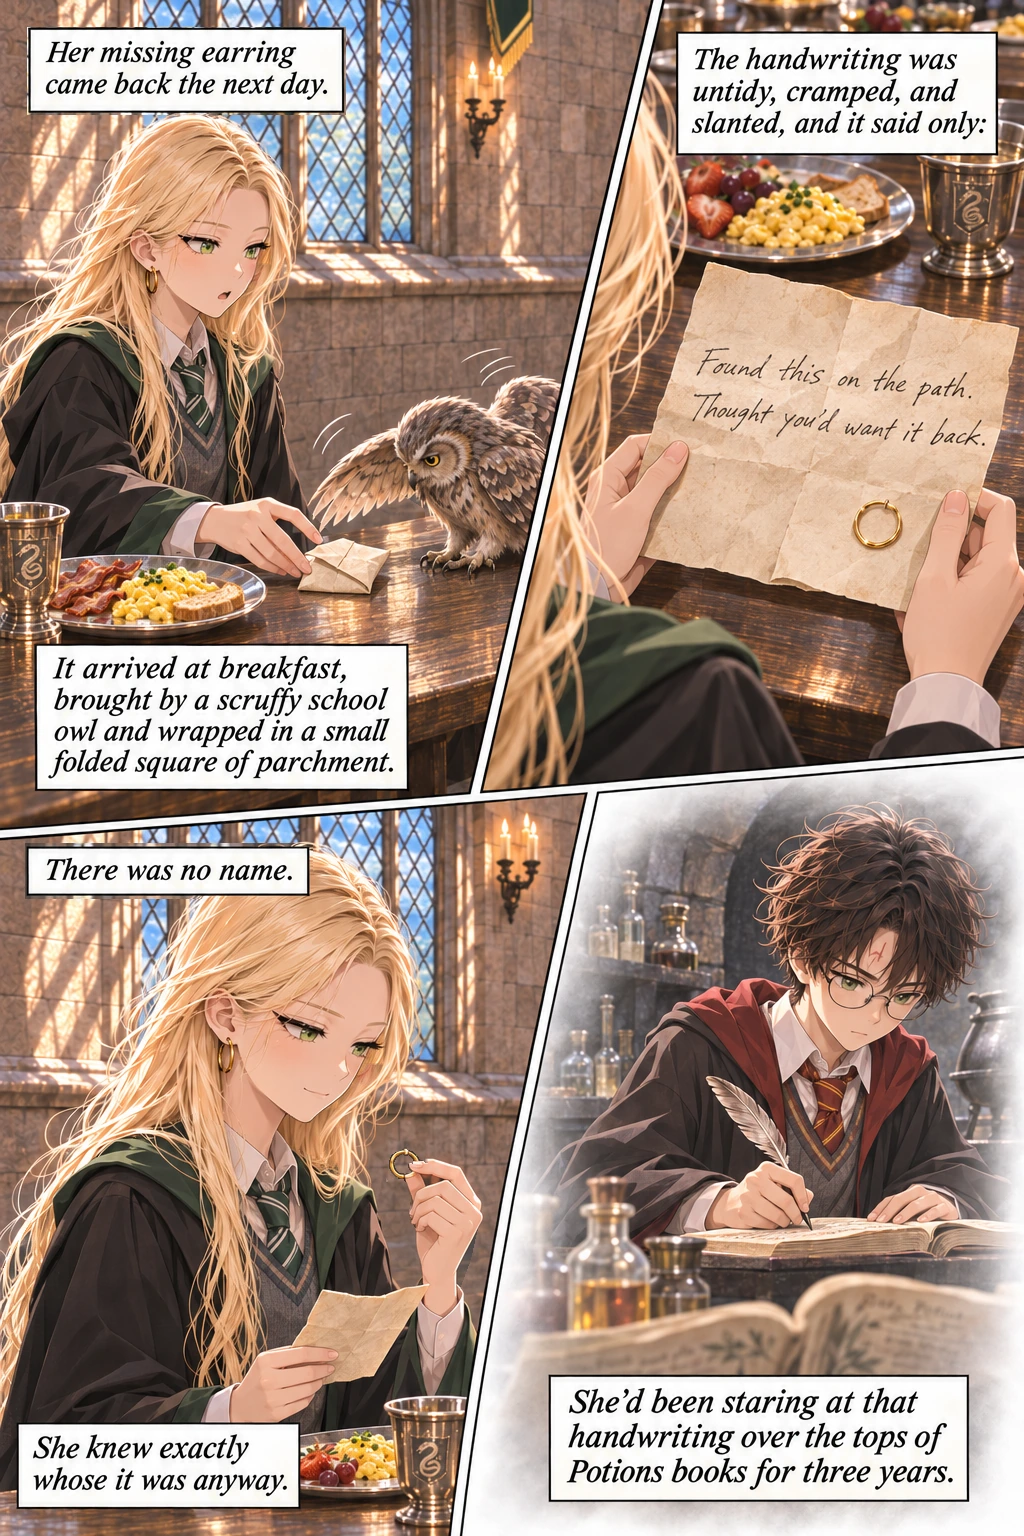 Her missing earring
came back the next day.
It arrived at breakfast,
brought by a scruffy school
owl and wrapped in a small
folded square of parchment.
The handwriting was
untidy, cramped, and
slanted, and it said only:
Found this on the path.
Thought you'd want it back.
There was no name.
She knew exactly
whose it was anyway.
She'd been staring at that
handwriting over the tops of
Potions books for three years.